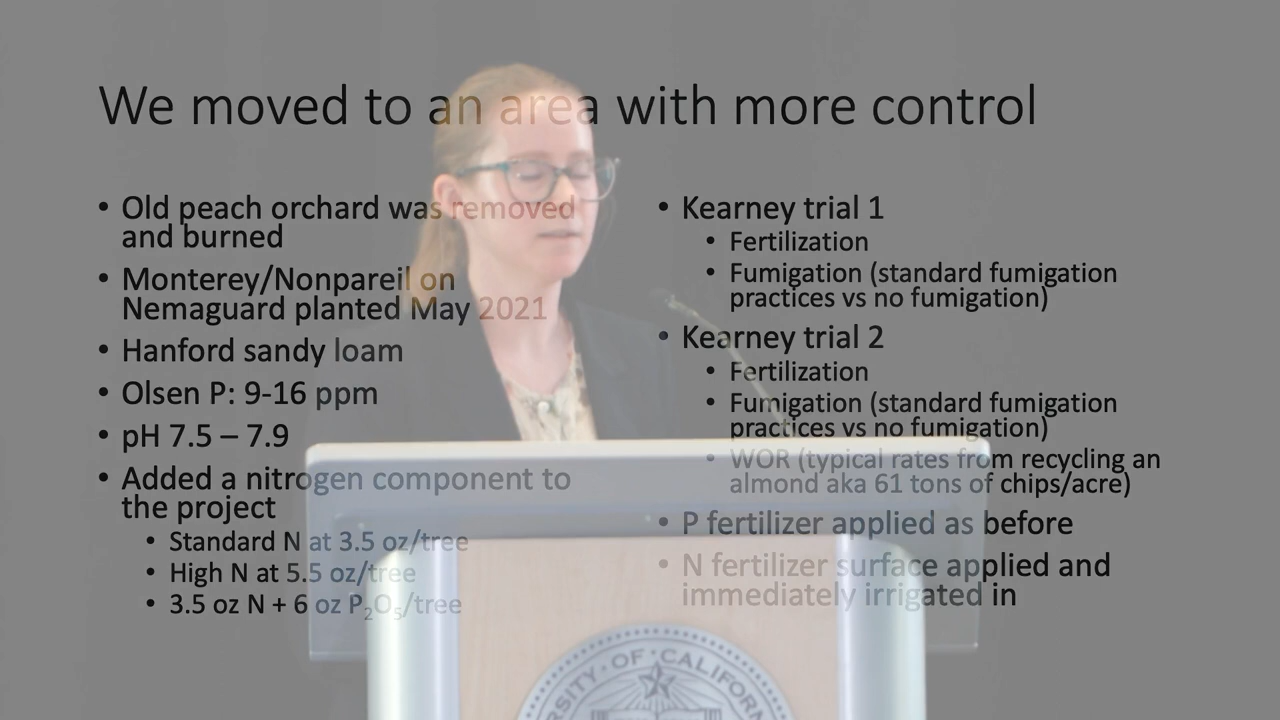 We moved to an area with more control
• Old peach orchard was removed
and burned
• Monterey/Nonpareil on
Nemaguard planted May 2021
• Hanford sandy loam
• Olsen P: 9-16 ppm
• pH 7.5 – 7.9
• Added a nitrogen component to
the project
• Standard N at 3.5 oz/tree
• High N at 5.5 oz/tree
• 3.5 oz N + 6 oz P₂O₅/tree
• Kearney trial 1
• Fertilization
• Fumigation (standard fumigation
practices vs no fumigation)
• Kearney trial 2
• Fertilization
• Fumigation (standard fumigation
practices vs no fumigation)
• WOR (typical rates from recycling an
almond aka 61 tons of chips/acre)
• P fertilizer applied as before
• N fertilizer surface applied and
immediately irrigated in
OF · CALIFORN